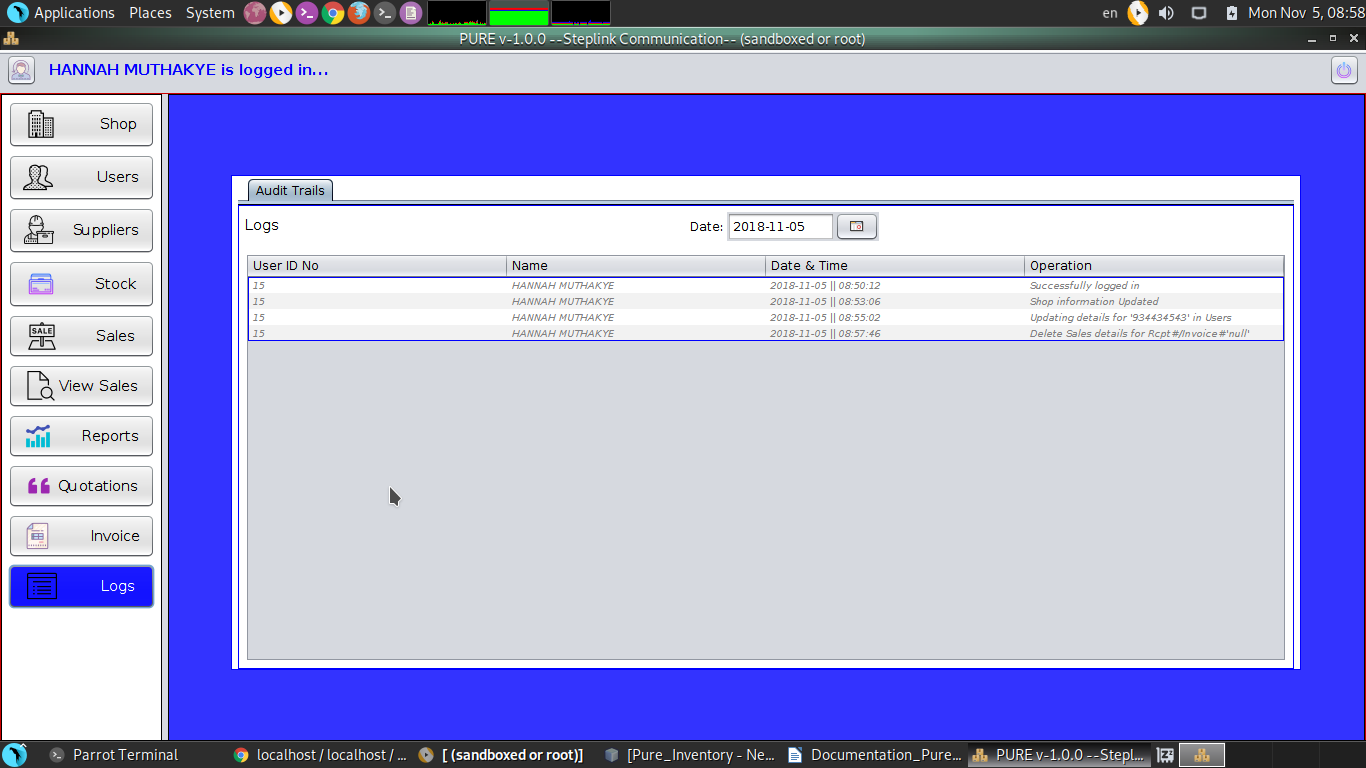 Applications Places System en Mon Nov 5, 08:58
PURE v-1.0.0 --Steplink Communication-- (sandboxed or root)
HANNAH MUTHAKYE is logged in...
Shop
Users
Suppliers
Stock
Sales
View Sales
Reports
Quotations
Invoice
Logs
SALE
Audit Trails
Logs
Date: 2018-11-05
User ID No Name Date & Time Operation
15 HANNAH MUTHAKYE 2018-11-05 || 08:50:12 Successfully logged in
15 HANNAH MUTHAKYE 2018-11-05 || 08:53:06 Shop information Updated
15 HANNAH MUTHAKYE 2018-11-05 || 08:55:02 Updating details for '934434543' in Users
15 HANNAH MUTHAKYE 2018-11-05 || 08:57:46 Delete Sales details for Rcpt#/Invoice#'null'
Parrot Terminal localhost / localhost / ... [ (sandboxed or root)] [Pure_Inventory - Ne... Documentation_Pure... PURE v-1.0.0 --Stepl...